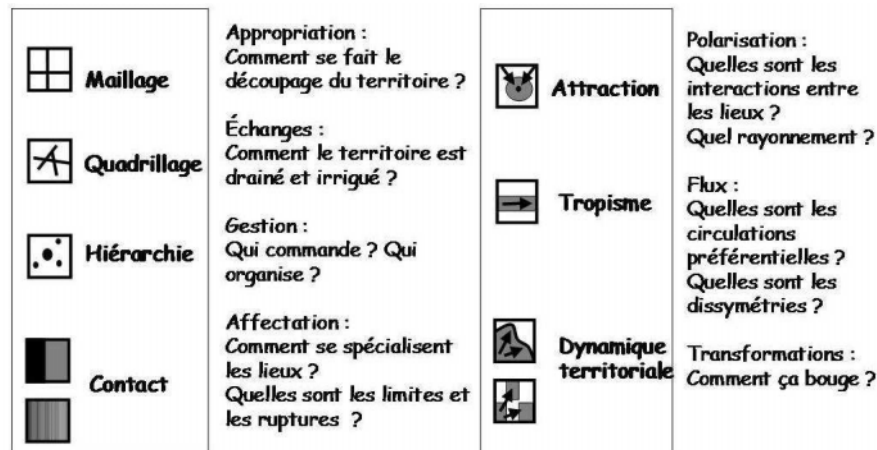 Maillage
Appropriation :
Comment se fait le
découpage du territoire ?
Quadrillage
Échanges :
Comment le territoire est
drainé et irrigué ?
Hiérarchie
Gestion :
Qui commande ? Qui
organise ?
Contact
Affectation :
Comment se spécialisent
les lieux ?
Quelles sont les limites et
les ruptures ?
Attraction
Polarisation :
Quelles sont les
interactions entre
les lieux ?
Quel rayonnement ?
Tropisme
Flux :
Quelles sont les
circulations
préférentielles ?
Quelles sont les
dissymétries ?
Dynamique
territoriale
Transformations :
Comment ça bouge ?